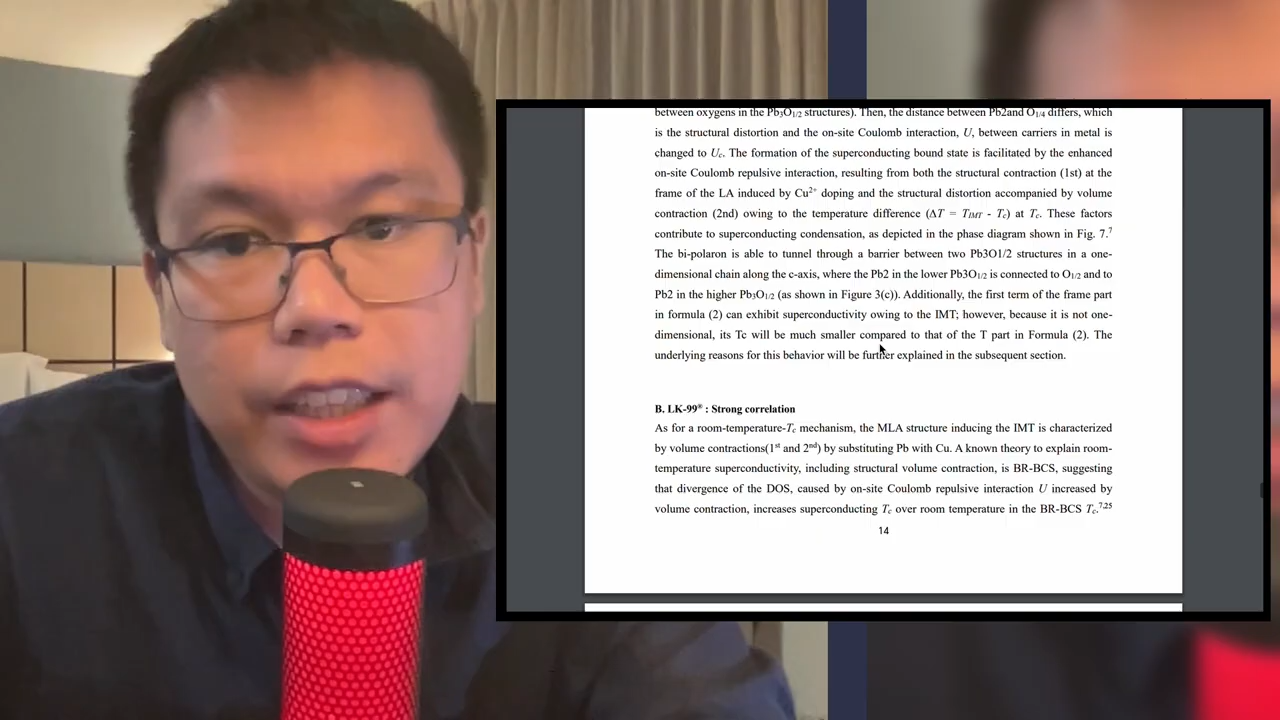 between oxygens in the Pb₃O₁/₂ structures). Then, the distance between Pb2and O₁/₄ differs, which
is the structural distortion and the on-site Coulomb interaction, U, between carriers in metal is
changed to Uc. The formation of the superconducting bound state is facilitated by the enhanced
on-site Coulomb repulsive interaction, resulting from both the structural contraction (1st) at the
frame of the LA induced by Cu²⁺ doping and the structural distortion accompanied by volume
contraction (2nd) owing to the temperature difference (ΔT = TIMT - Tc) at Tc. These factors
contribute to superconducting condensation, as depicted in the phase diagram shown in Fig. 7.⁷
The bi-polaron is able to tunnel through a barrier between two Pb3O1/2 structures in a one-
dimensional chain along the c-axis, where the Pb2 in the lower Pb3O₁/₂ is connected to O₁/₂ and to
Pb2 in the higher Pb₃O₁/₂ (as shown in Figure 3(c)). Additionally, the first term of the frame part
in formula (2) can exhibit superconductivity owing to the IMT; however, because it is not one-
dimensional, its Tc will be much smaller compared to that of the T part in Formula (2). The
underlying reasons for this behavior will be further explained in the subsequent section.
B. LK-99® : Strong correlation
As for a room-temperature-Tc mechanism, the MLA structure inducing the IMT is characterized
by volume contractions(1st and 2nd) by substituting Pb with Cu. A known theory to explain room-
temperature superconductivity, including structural volume contraction, is BR-BCS, suggesting
that divergence of the DOS, caused by on-site Coulomb repulsive interaction U increased by
volume contraction, increases superconducting Tc over room temperature in the BR-BCS Tc.⁷,²⁵
14